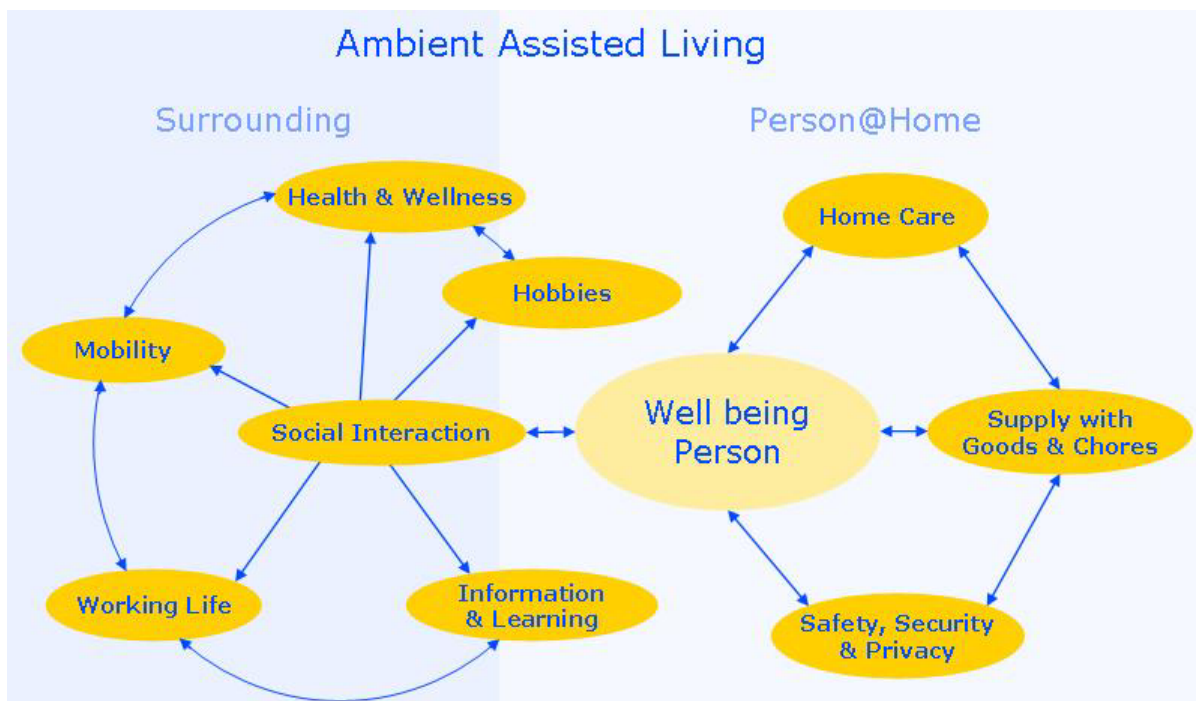 Ambient Assisted Living
Surrounding
Person@Home
Health & Wellness
Home Care
Hobbies
Mobility
Social Interaction
Well being
Person
Supply with
Goods & Chores
Working Life
Information
& Learning
Safety, Security
& Privacy